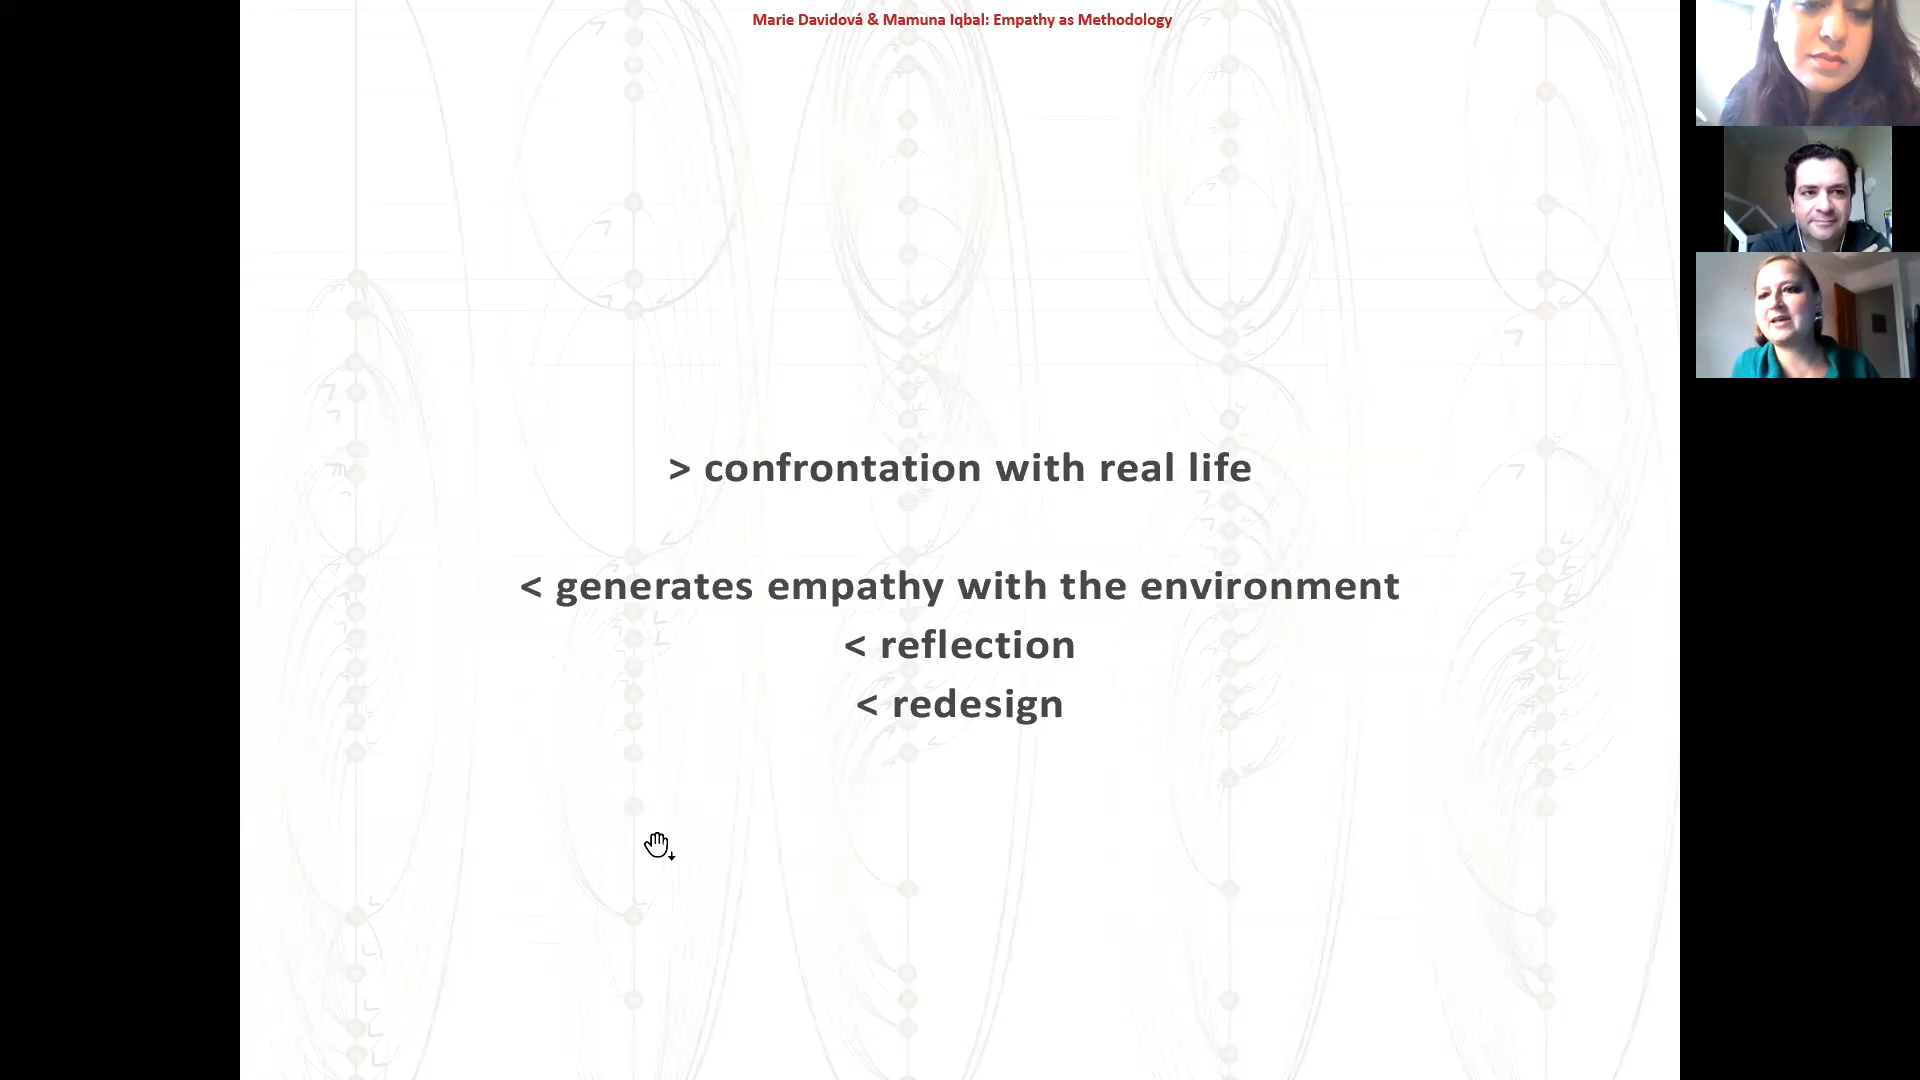 Marie Davidová & Mamuna Iqbal: Empathy as Methodology
> confrontation with real life
< generates empathy with the environment
< reflection
< redesign